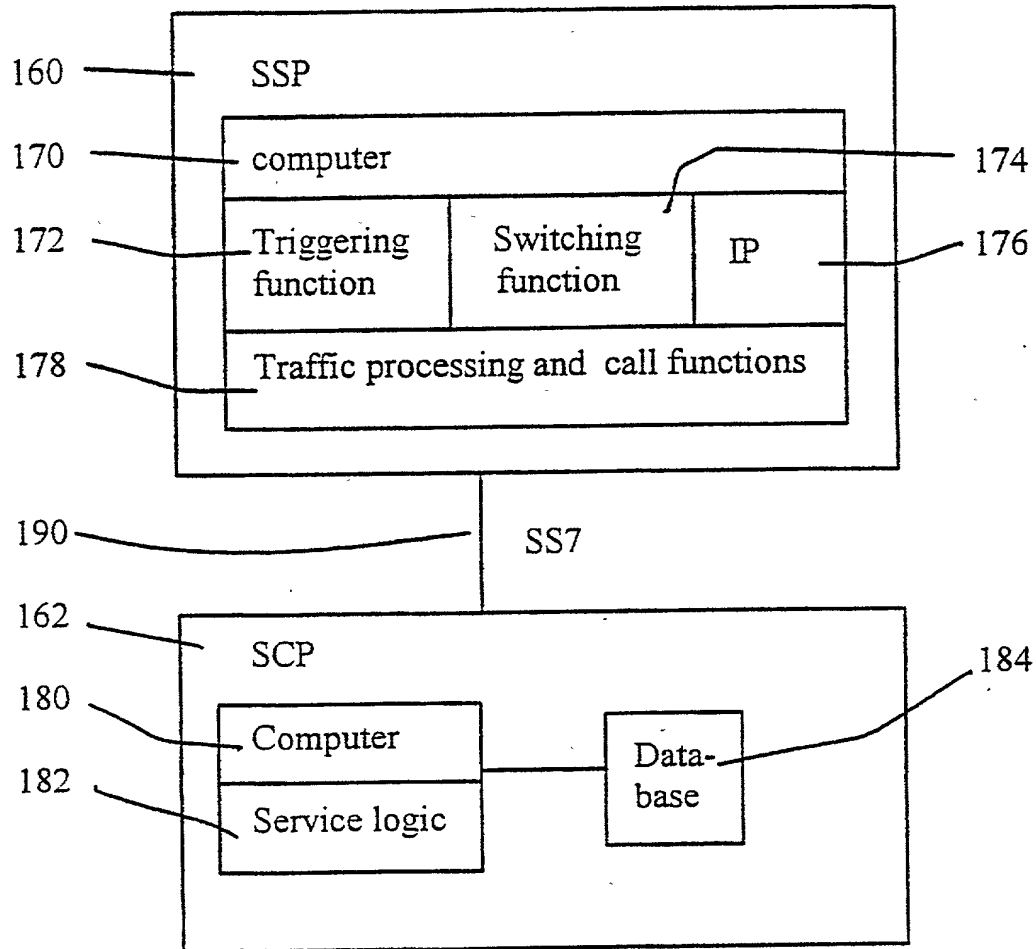 160
SSP
170
computer
174
172
Triggering
function
Switching
function
IP
176
178
Traffic processing and call functions
190
SS7
162
SCP
184
180
Computer
Data-
base
182
Service logic